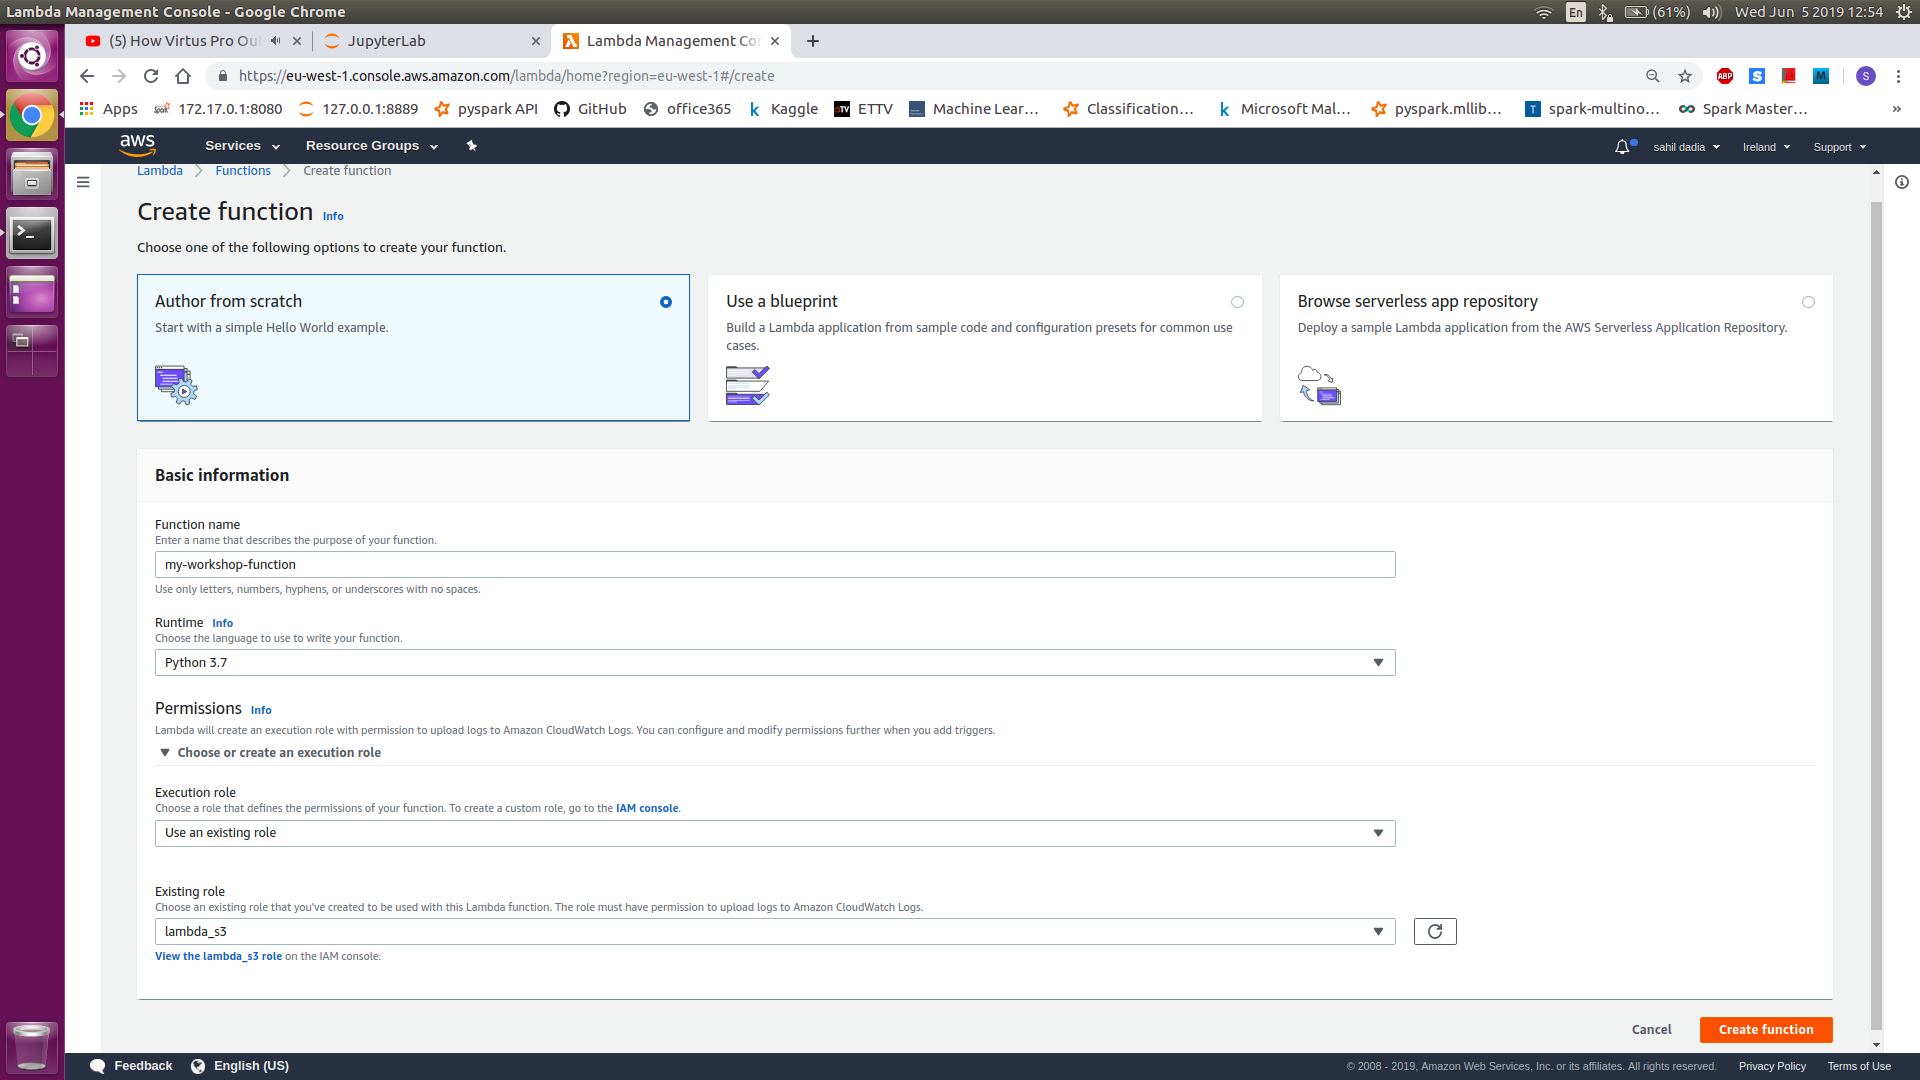 Lambda Management Console - Google Chrome
En
(61%)
Wed Jun 5 2019 12:54
(5) How Virtus Pro Ou
JupyterLab
Lambda Management Co
https://eu-west-1.console.aws.amazon.com/lambda/home?region=eu-west-1#/create
ABP
S
M
S
Apps
172.17.0.1:8080
127.0.0.1:8889
pyspark API
GitHub
office365
Kaggle
ETTV
Machine Lear...
Classification...
Microsoft Mal...
pyspark.mllib...
spark-multino...
Spark Master...
»
aws
Services
Resource Groups
sahil dadia
Ireland
Support
Lambda
Functions
Create function
Create function Info
Choose one of the following options to create your function.
Author from scratch
Start with a simple Hello World example.
Use a blueprint
Build a Lambda application from sample code and configuration presets for common use
cases.
Browse serverless app repository
Deploy a sample Lambda application from the AWS Serverless Application Repository.
Basic information
Function name
Enter a name that describes the purpose of your function.
my-workshop-function
Use only letters, numbers, hyphens, or underscores with no spaces.
Runtime Info
Choose the language to use to write your function.
Python 3.7
Permissions Info
Lambda will create an execution role with permission to upload logs to Amazon CloudWatch Logs. You can configure and modify permissions further when you add triggers.
Choose or create an execution role
Execution role
Choose a role that defines the permissions of your function. To create a custom role, go to the IAM console.
Use an existing role
Existing role
Choose an existing role that you've created to be used with this Lambda function. The role must have permission to upload logs to Amazon CloudWatch Logs.
lambda_s3
View the lambda_s3 role on the IAM console.
Cancel
Create function
Feedback
English (US)
© 2008 - 2019, Amazon Web Services, Inc. or its affiliates. All rights reserved.
Privacy Policy
Terms of Use